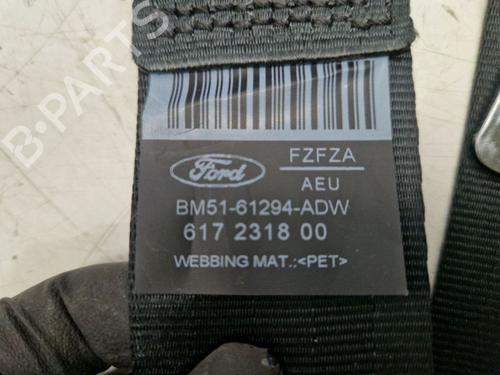 Ford
FZFZA
AEU
BM51-61294-ADW
617 2318 00
WEBBING MAT.:<PET>
B-PARTS